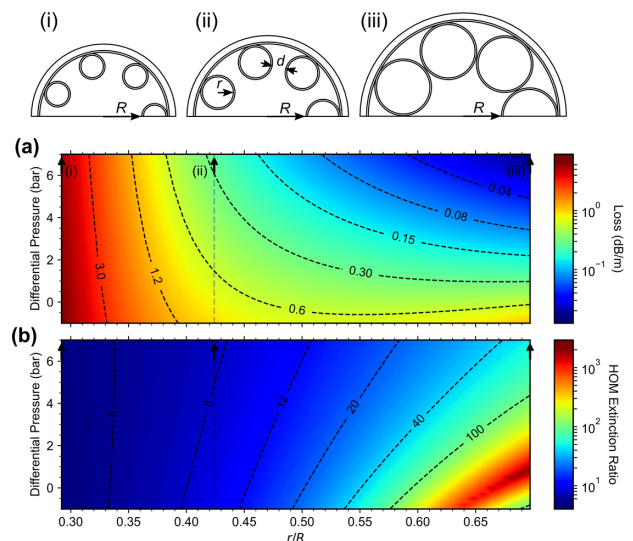 (i) (ii) (iii)
d
r
R R R
(a)
Differential Pressure (bar)
6
4
2
0
(i) (ii) (iii)
3.0 1.2 0.6 0.30 0.15 0.08 0.04
10^0
10^-1
Loss (dB/m)
(b)
Differential Pressure (bar)
6
4
2
0
6 8 12 20 40 100
10^3
10^2
10^1
HOM Extinction Ratio
0.30 0.35 0.40 0.45 0.50 0.55 0.60 0.65
r/R